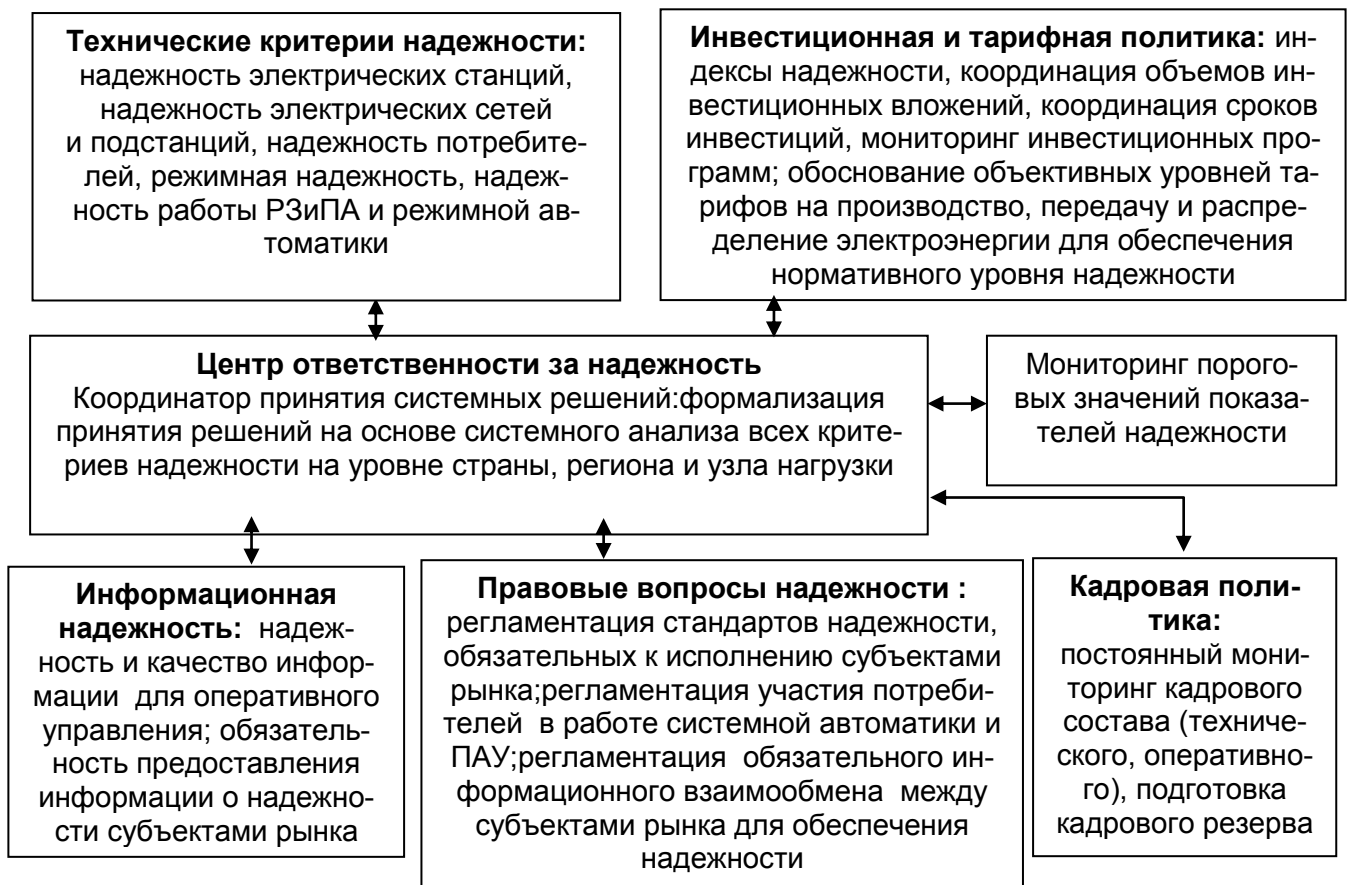 Технические критерии надежности:
надежность электрических станций,
надежность электрических сетей
и подстанций, надежность потребите-
лей, режимная надежность, надеж-
ность работы РЗиПА и режимной ав-
томатики
Инвестиционная и тарифная политика: ин-
дексы надежности, координация объемов ин-
вестиционных вложений, координация сроков
инвестиций, мониторинг инвестиционных про-
грамм; обоснование объективных уровней та-
рифов на производство, передачу и распре-
деление электроэнергии для обеспечения
нормативного уровня надежности
Центр ответственности за надежность
Координатор принятия системных решений:формализация
принятия решений на основе системного анализа всех крите-
риев надежности на уровне страны, региона и узла нагрузки
Мониторинг порого-
вых значений показа-
телей надежности
Информационная
надежность: надеж-
ность и качество инфор-
мации для оперативного
управления; обязатель-
ность предоставления
информации о надежно-
сти субъектами рынка
Правовые вопросы надежности :
регламентация стандартов надежности,
обязательных к исполнению субъектами
рынка;регламентация участия потреби-
телей в работе системной автоматики и
ПАУ;регламентация обязательного ин-
формационного взаимообмена между
субъектами рынка для обеспечения
надежности
Кадровая поли-
тика:
постоянный мони-
торинг кадрового
состава (техниче-
ского, оперативно-
го), подготовка
кадрового резерва